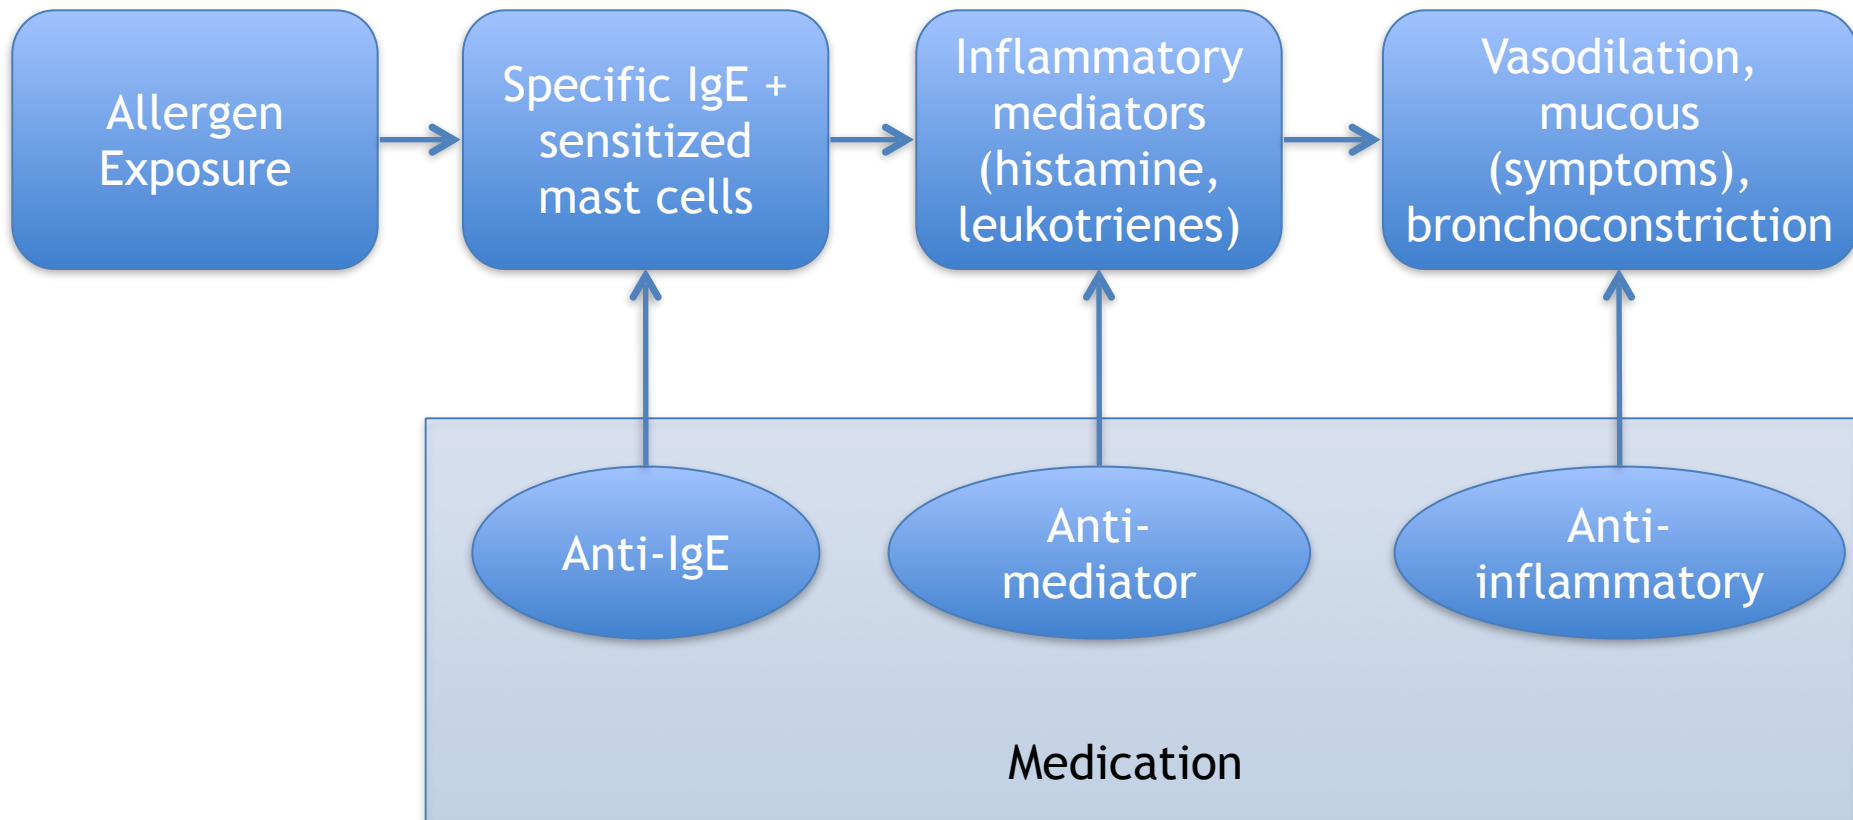 Allergen
Exposure
Specific IgE +
sensitized
mast cells
Inflammatory
mediators
(histamine,
leukotrienes)
Vasodilation,
mucous
(symptoms),
bronchoconstriction
Anti-IgE
Anti-
mediator
Anti-
inflammatory
Medication